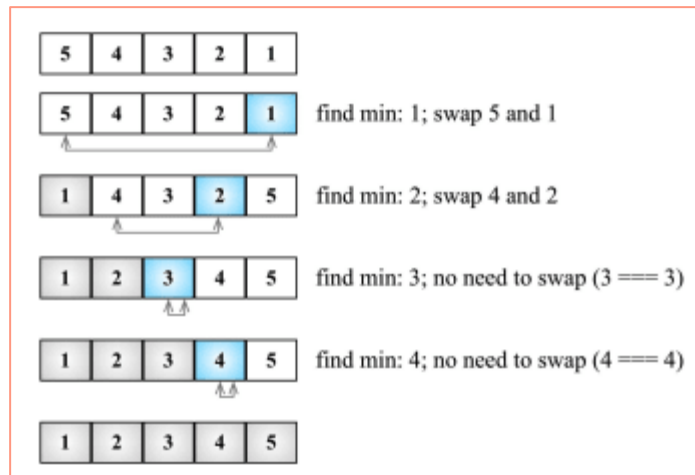 5 4 3 2 1
5 4 3 2 1 find min: 1; swap 5 and 1
1 4 3 2 5 find min: 2; swap 4 and 2
1 2 3 4 5 find min: 3; no need to swap (3 === 3)
1 2 3 4 5 find min: 4; no need to swap (4 === 4)
1 2 3 4 5